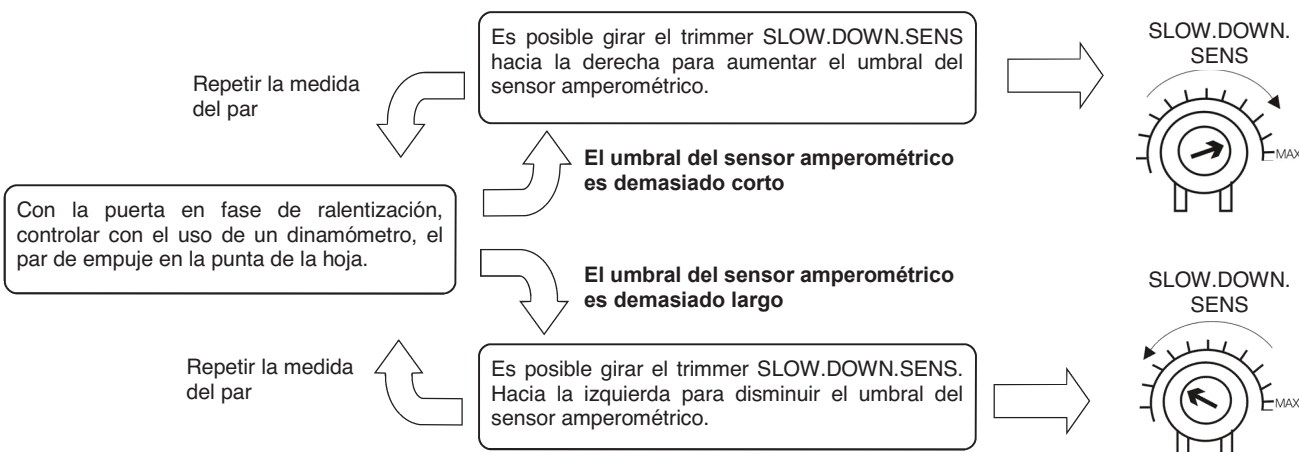 Es posible girar el trimmer SLOW.DOWN.SENS
hacia la derecha para aumentar el umbral del
sensor amperométrico.
SLOW.DOWN.
SENS
MAX
Repetir la medida
del par
El umbral del sensor amperométrico
es demasiado corto
Con la puerta en fase de ralentización,
controlar con el uso de un dinamómetro, el
par de empuje en la punta de la hoja.
El umbral del sensor amperométrico
es demasiado largo
Repetir la medida
del par
Es posible girar el trimmer SLOW.DOWN.SENS.
Hacia la izquierda para disminuir el umbral del
sensor amperométrico.
SLOW.DOWN.
SENS
MAX